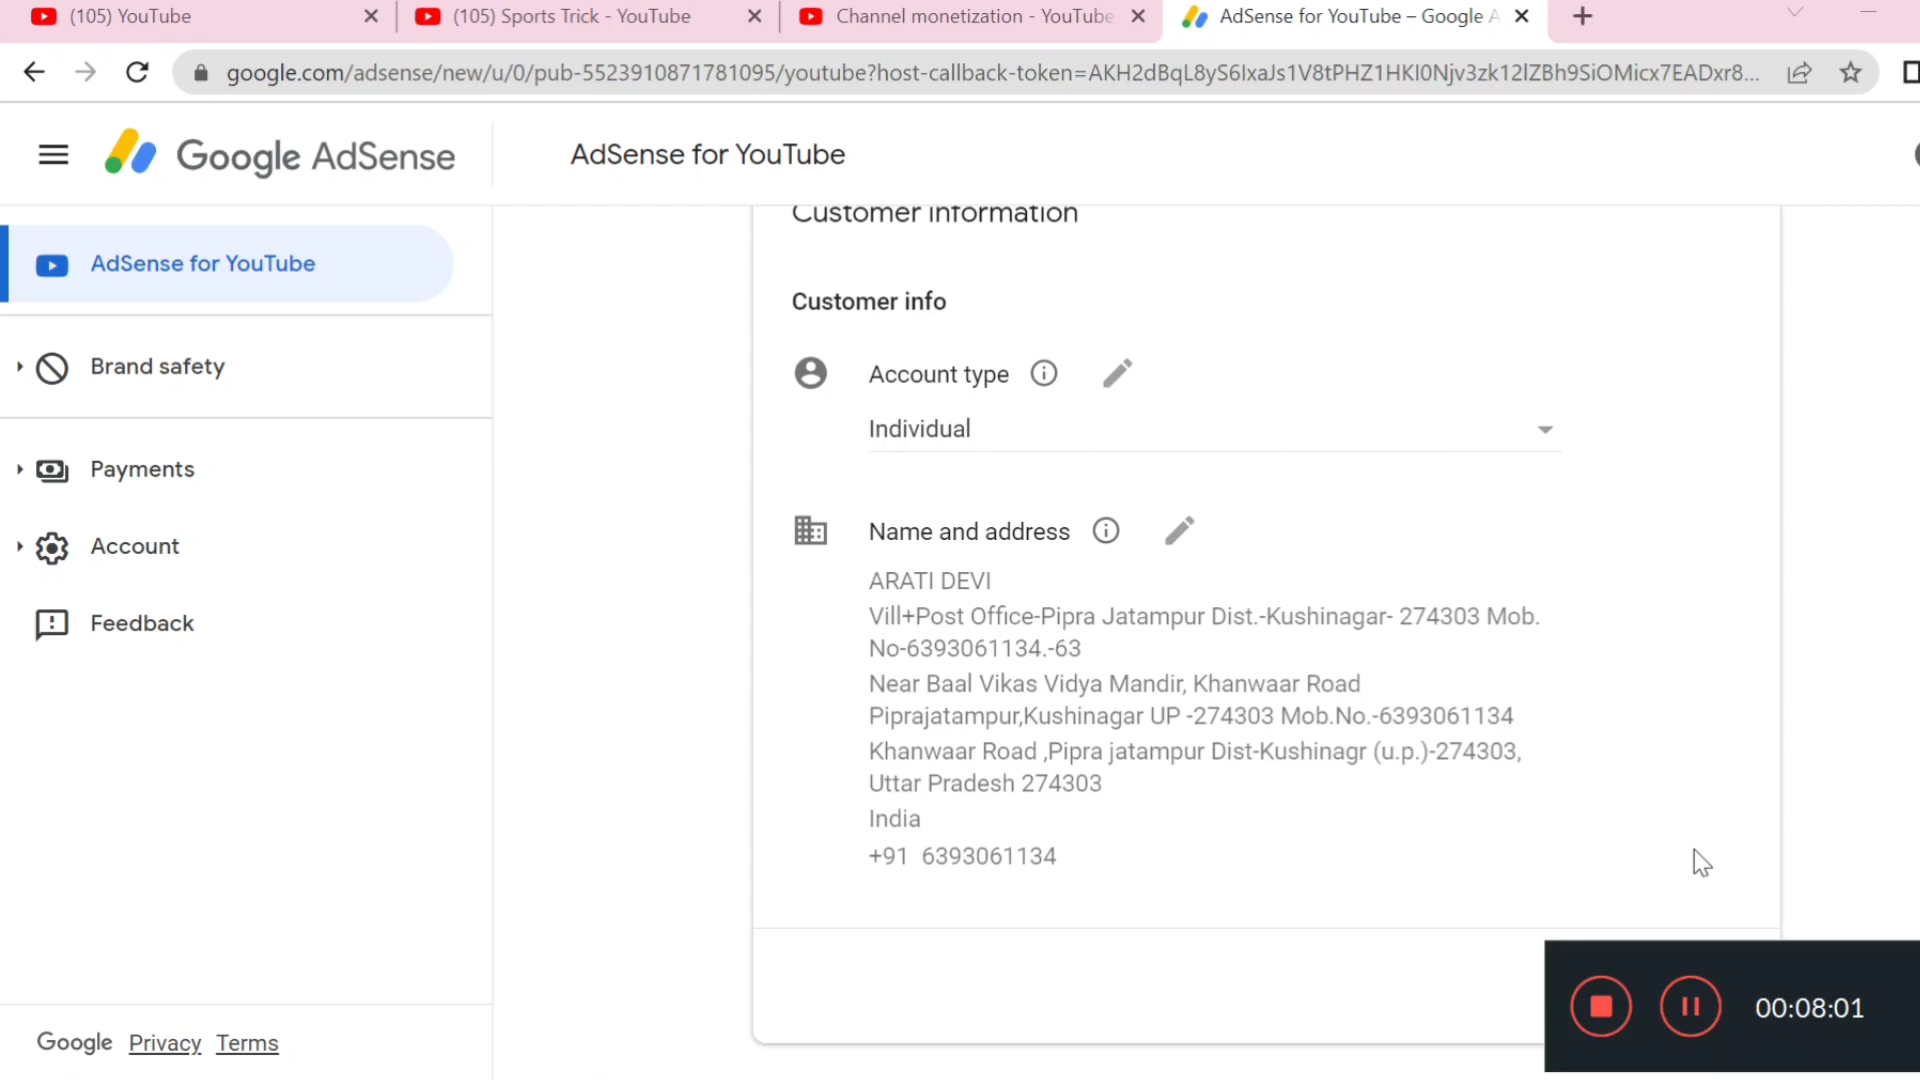 (105) YouTube
(105) Sports Trick - YouTube
Channel monetization - YouTube
AdSense for YouTube – Google A
google.com/adsense/new/u/0/pub-5523910871781095/youtube?host-callback-token=AKH2dBqL8yS6IxaJs1V8tPHZ1HKI0Njv3zk12lZBh9SiOMicx7EADxr8...
Google AdSense
AdSense for YouTube
Customer information
AdSense for YouTube
Customer info
Brand safety
Account type
Individual
Payments
Name and address
Account
ARATI DEVI
Vill+Post Office-Pipra Jatampur Dist.-Kushinagar- 274303 Mob.
No-6393061134.-63
Feedback
Near Baal Vikas Vidya Mandir, Khanwaar Road
Piprajatampur,Kushinagar UP -274303 Mob.No.-6393061134
Khanwaar Road ,Pipra jatampur Dist-Kushinagr (u.p.)-274303,
Uttar Pradesh 274303
India
+91 6393061134
00:08:01
Google Privacy Terms